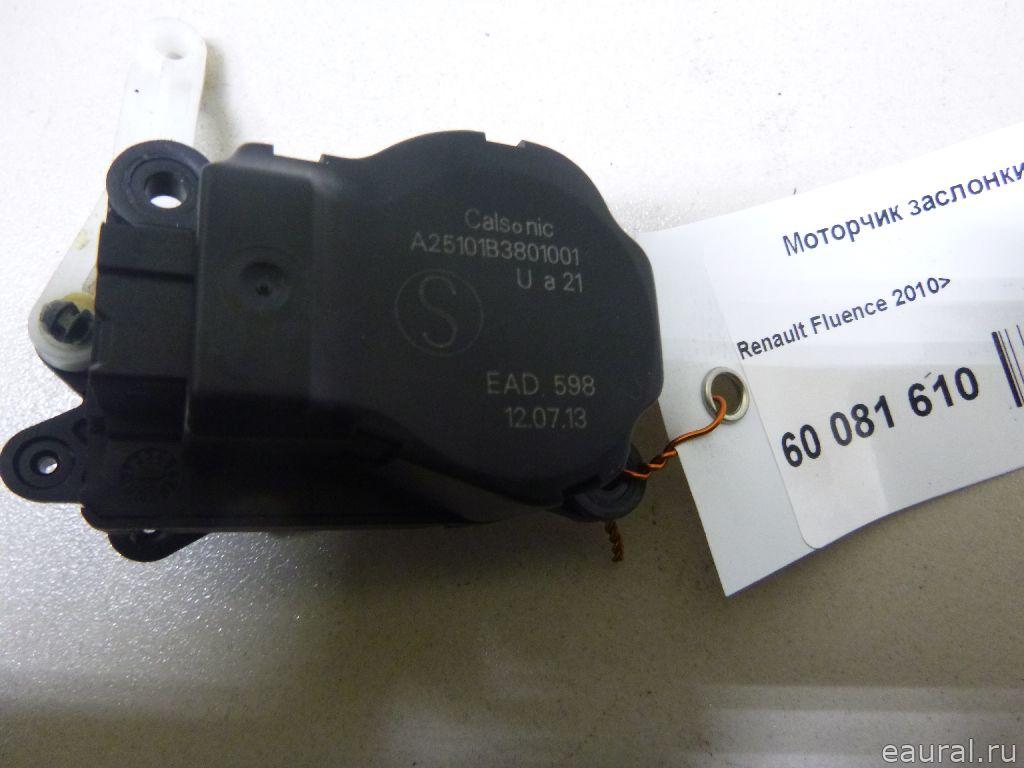 Calsonic
A25101B3801001
U a 21
S
EAD. 598
12.07.13
Моторчик заслонки
Renault Fluence 2010>
60 081 610
eaural.ru